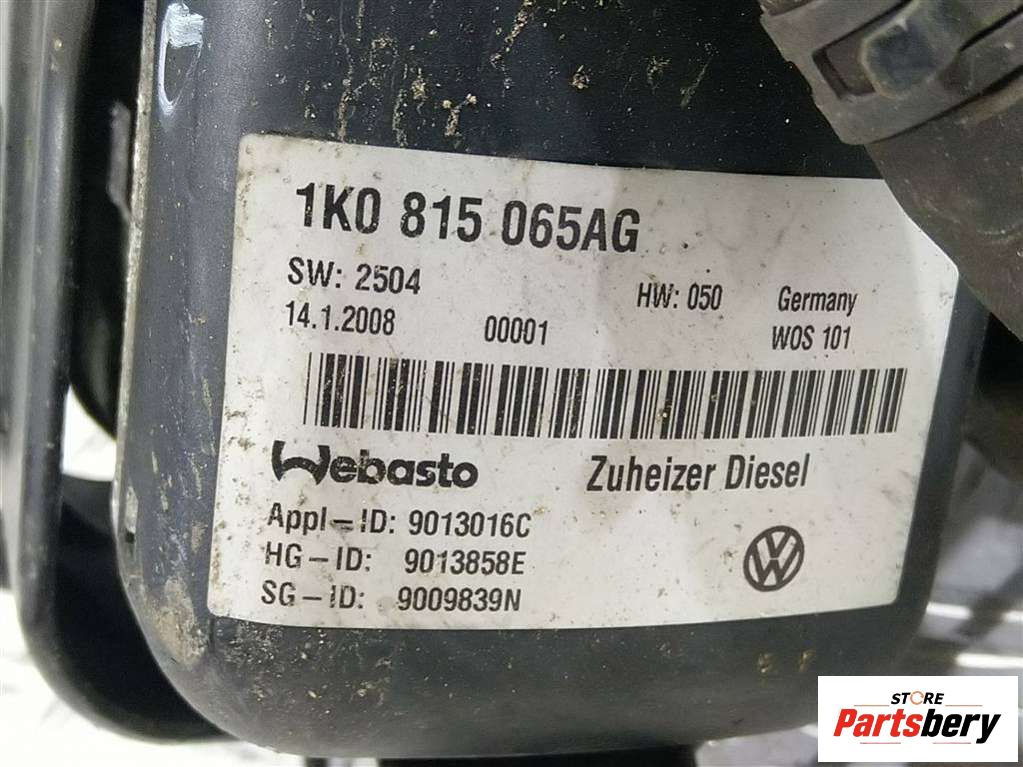 1K0 815 065AG
SW: 2504 HW: 050 Germany
14.1.2008 00001 WOS 101
Webasto Zuheizer Diesel
Appl-ID: 9013016C
HG-ID: 9013858E
SG-ID: 9009839N
STORE
Partsbery